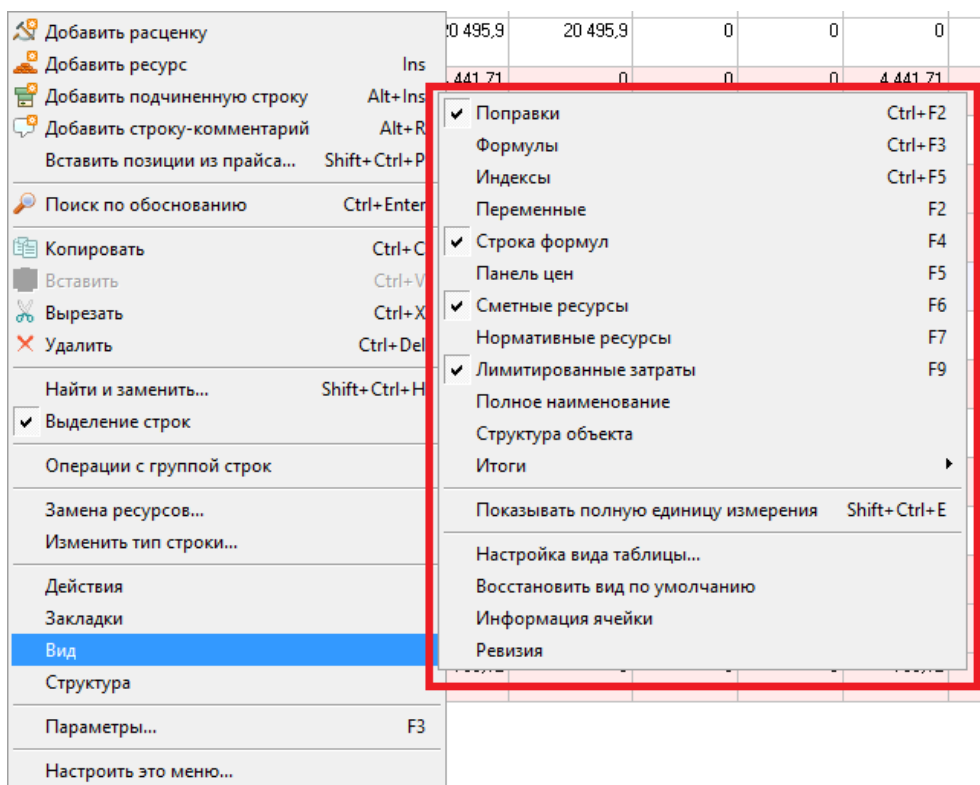 Добавить расценку
Добавить ресурс Ins
Добавить подчиненную строку Alt+Ins
Добавить строку-комментарий Alt+R
Вставить позиции из прайса... Shift+Ctrl+P
Поиск по обоснованию Ctrl+Enter
Копировать Ctrl+C
Вставить Ctrl+V
Вырезать Ctrl+X
Удалить Ctrl+Del
Найти и заменить... Shift+Ctrl+H
Выделение строк
Операции с группой строк
Замена ресурсов...
Изменить тип строки...
Действия
Закладки
Вид
Структура
Параметры... F3
Настроить это меню...
20 495,9 20 495,9 0 0 0
441,71 0 0 0 4 441,71
Поправки Ctrl+F2
Формулы Ctrl+F3
Индексы Ctrl+F5
Переменные F2
Строка формул F4
Панель цен F5
Сметные ресурсы F6
Нормативные ресурсы F7
Лимитированные затраты F9
Полное наименование
Структура объекта
Итоги
Показывать полную единицу измерения Shift+Ctrl+E
Настройка вида таблицы...
Восстановить вид по умолчанию
Информация ячейки
Ревизия